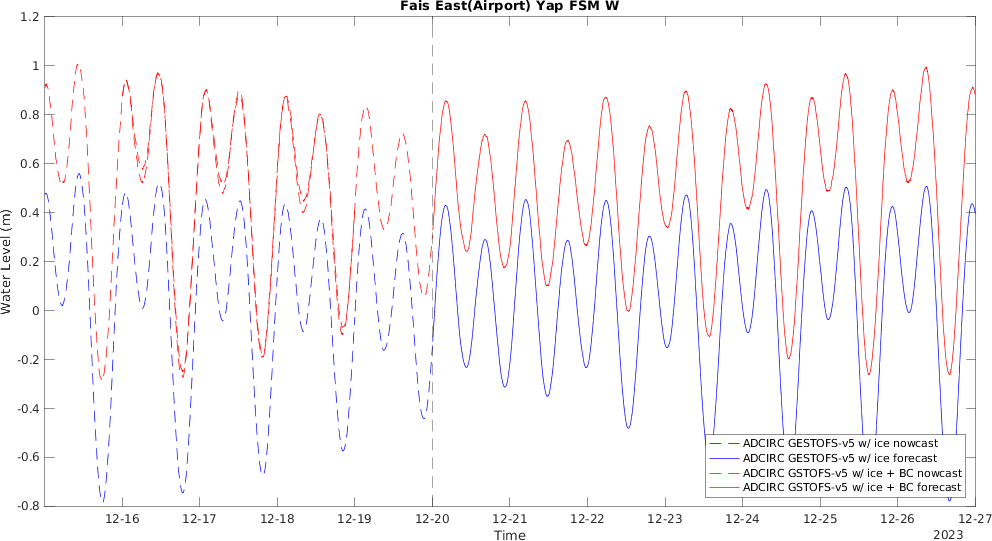 Fais East(Airport) Yap FSM W
1.2
1
0.8
0.6
0.4
0.2
0
-0.2
-0.4
-0.6
-0.8
Water Level (m)
ADCIRC GESTOFS-v5 w/ ice nowcast
ADCIRC GESTOFS-v5 w/ ice forecast
ADCIRC GSTOFS-v5 w/ ice + BC nowcast
ADCIRC GSTOFS-v5 w/ ice + BC forecast
12-16 12-17 12-18 12-19 12-20 12-21 12-22 12-23 12-24 12-25 12-26 12-27
Time
2023